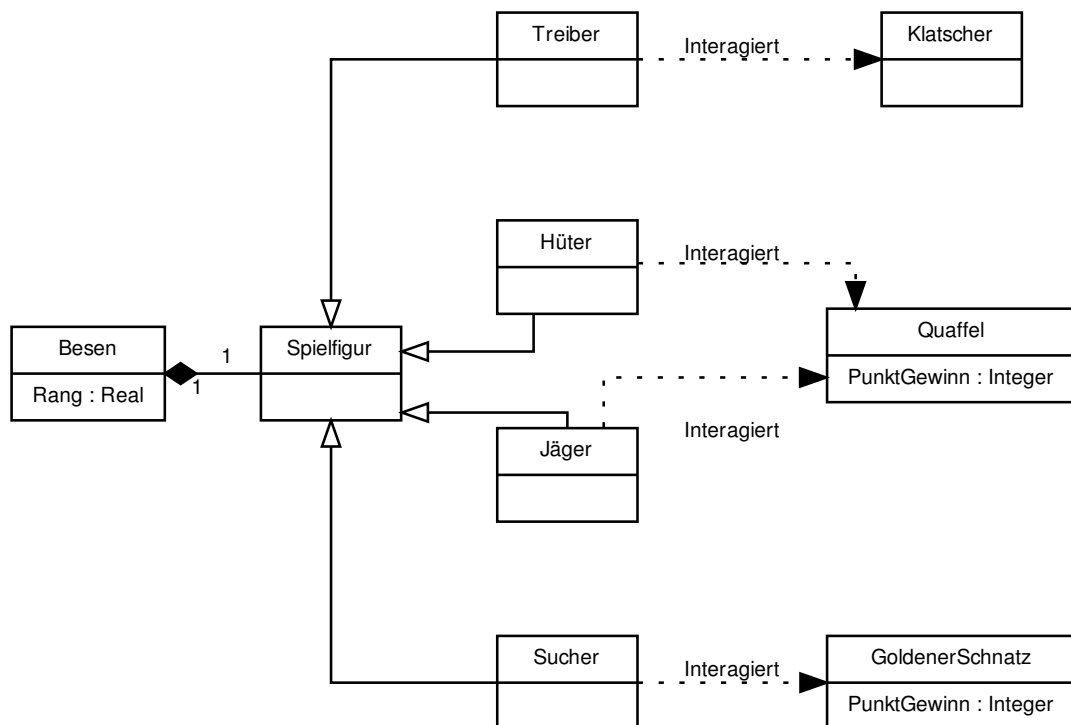 Treiber
Interagiert
Klatscher
Hüter
Interagiert
Besen
Rang : Real
1
1
Spielfigur
Quaffel
PunktGewinn : Integer
Interagiert
Jäger
Sucher
Interagiert
GoldenerSchnatz
PunktGewinn : Integer